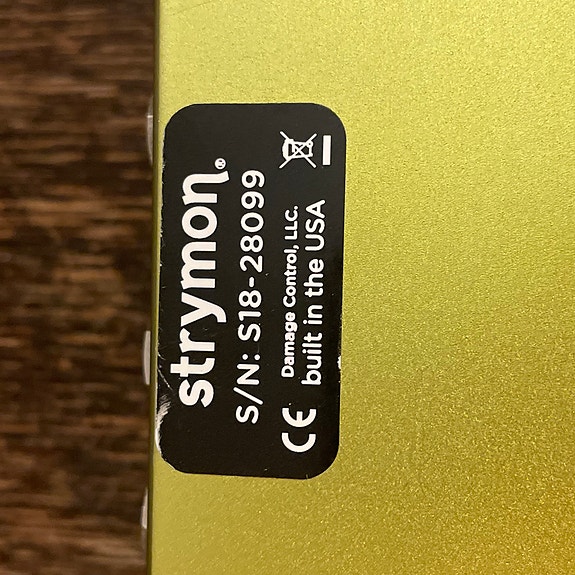 strymon®
S/N: S18-28099
Damage Control, LLC.
built in the USA
CE